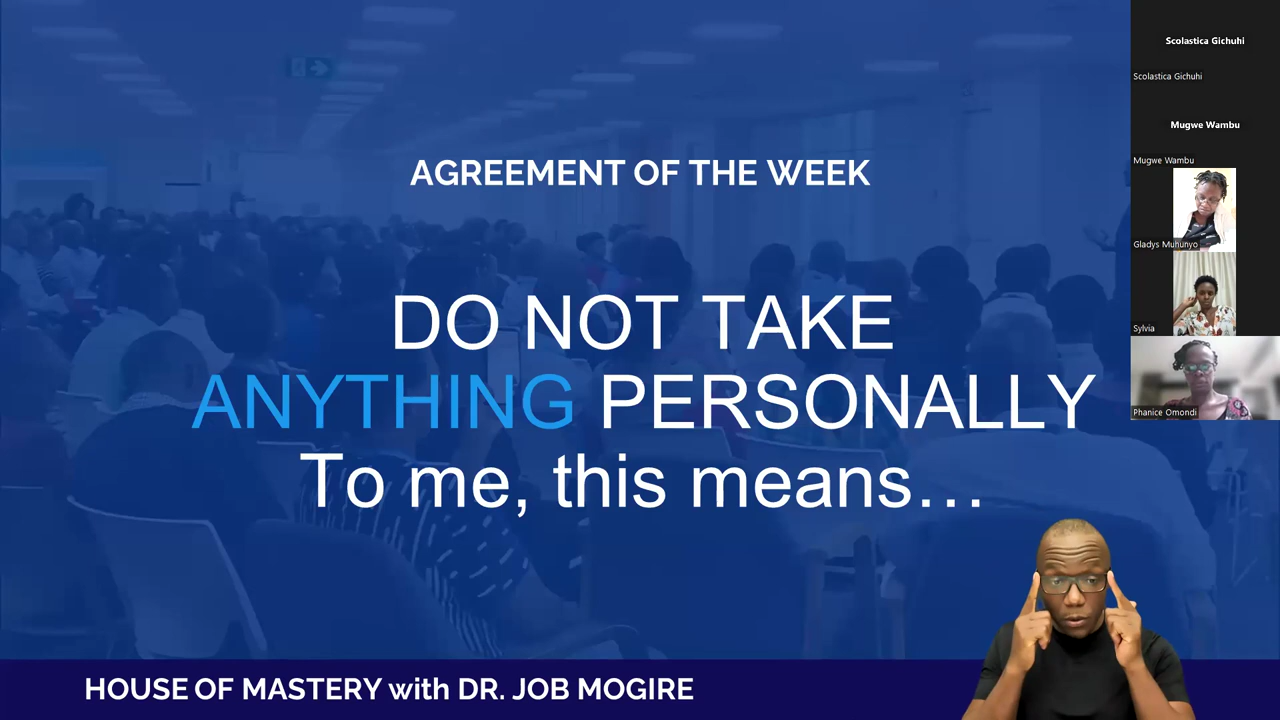 Scolastica Gichuhi
Scolastica Gichuhi
Mugwe Wambu
Mugwe Wambu
Gladys Muhunyo
Sylvia
Phanice Omondi
AGREEMENT OF THE WEEK
DO NOT TAKE
ANYTHING PERSONALLY
To me, this means…
HOUSE OF MASTERY with DR. JOB MOGIRE